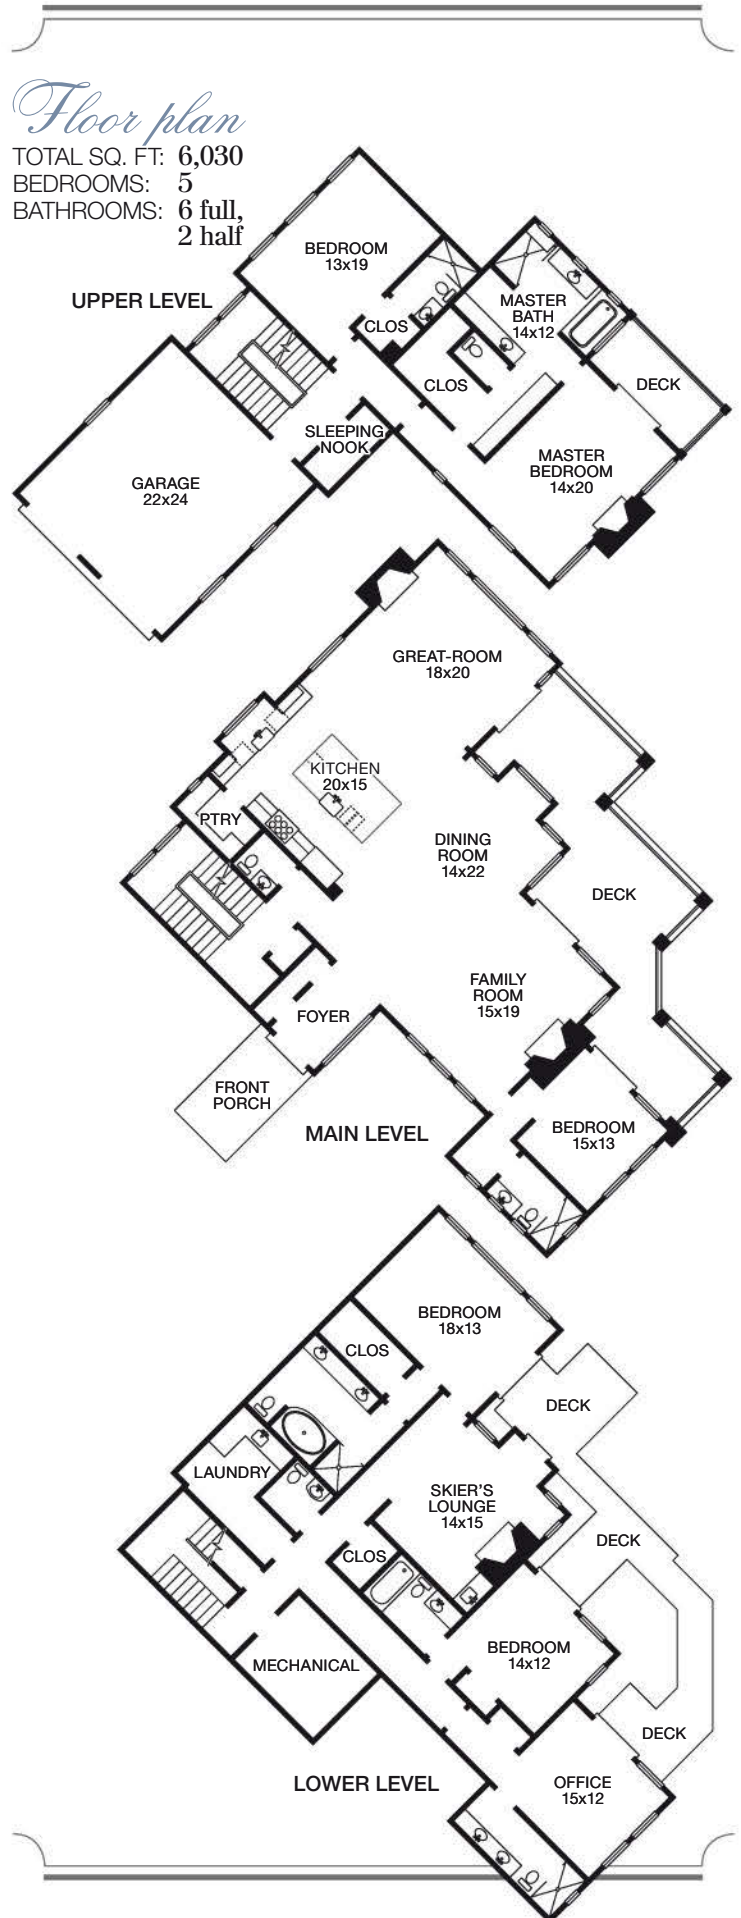 Floor plan
TOTAL SQ. FT: 6,030
BEDROOMS: 5
BATHROOMS: 6 full,
2 half
UPPER LEVEL
BEDROOM
13x19
CLOS
MASTER
BATH
14x12
CLOS
DECK
SLEEPING
NOOK
MASTER
BEDROOM
14x20
GARAGE
22x24
GREAT-ROOM
18x20
KITCHEN
20x15
PTRY
DINING
ROOM
14x22
DECK
FAMILY
ROOM
15x19
FOYER
FRONT
PORCH
MAIN LEVEL
BEDROOM
15x13
BEDROOM
18x13
CLOS
DECK
LAUNDRY
SKIER'S
LOUNGE
14x15
DECK
CLOS
BEDROOM
14x12
MECHANICAL
DECK
LOWER LEVEL
OFFICE
15x12